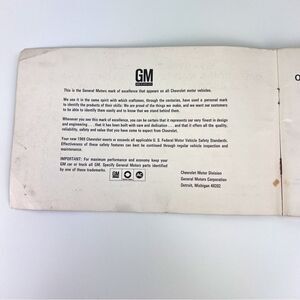 GM
This is the General Motors mark of excellence that appears on all Chevrolet motor vehicles.
We use it in the same spirit with which craftsmen, through the centuries, have used a personal mark
to identify the products of their skills: We are proud of the things we make, and we want our customers
to be able to identify them with certainty. And we stand behind them.
Whenever you see this mark of excellence, you can be certain that it represents our very finest in design
and engineering . . . that it has been built with care and dedication . . . and that it offers all the quality,
reliability, safety and value that you have come to expect from Chevrolet.
Your new 1969 Chevrolet meets or exceeds all applicable U. S. Federal Motor Vehicle Safety Standards.
Effectiveness of these safety features can best be continued through regular vehicle inspection and
maintenance.
IMPORTANT: For maximum performance and economy keep your
GM car or truck all GM. Specify General Motors parts identified
by one of these trademarks.
GM
AC
Chevrolet Motor Division
General Motors Corporation
Detroit, Michigan 48202
O